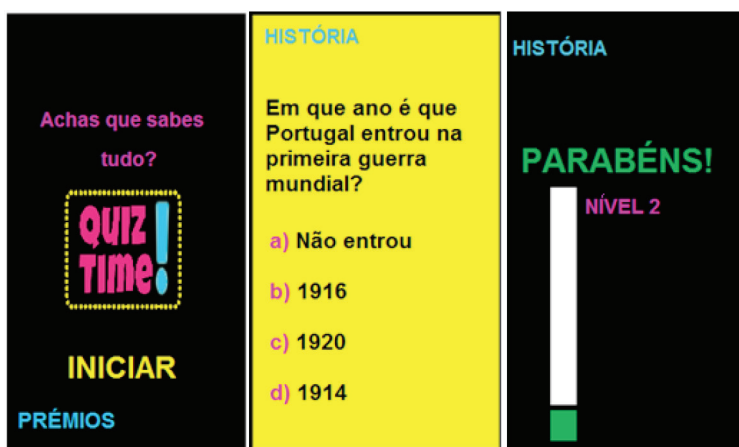 Achas que sabes
tudo?
QUIZ
TIME!
INICIAR
PRÉMIOS
HISTÓRIA
Em que ano é que
Portugal entrou na
primeira guerra
mundial?
a) Não entrou
b) 1916
c) 1920
d) 1914
HISTÓRIA
PARABÉNS!
NÍVEL 2